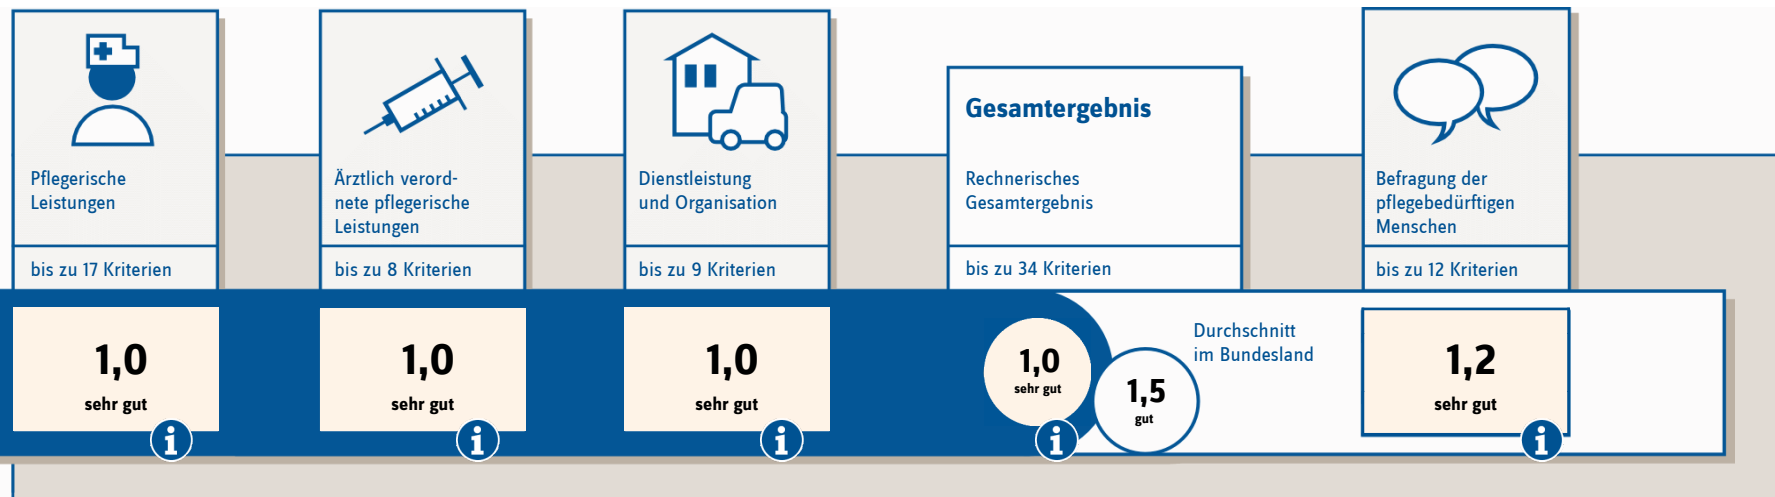 Pflegerische
Leistungen
bis zu 17 Kriterien
1,0
sehr gut
i
Ärztlich verord-
nete pflegerische
Leistungen
bis zu 8 Kriterien
1,0
sehr gut
i
Dienstleistung
und Organisation
bis zu 9 Kriterien
1,0
sehr gut
i
Gesamtergebnis
Rechnerisches
Gesamtergebnis
bis zu 34 Kriterien
1,0
sehr gut
i
1,5
gut
Durchschnitt
im Bundesland
Befragung der
pflegebedürftigen
Menschen
bis zu 12 Kriterien
1,2
sehr gut
i